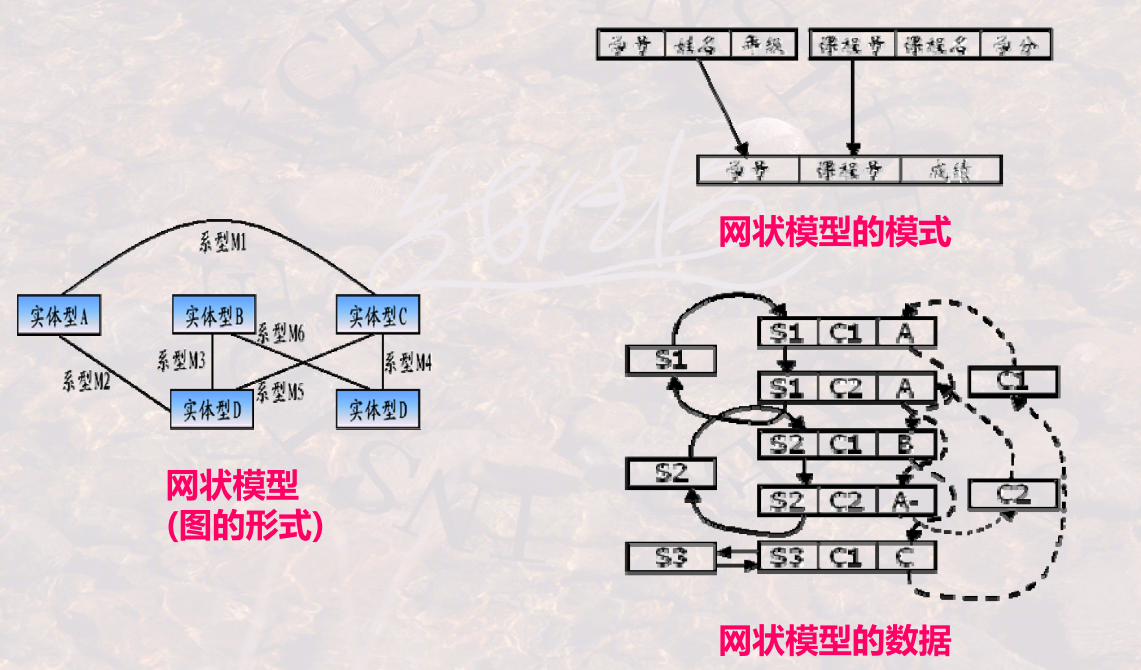 学号 姓名 年级 课程号 课程名 学分
学号 课程号 成绩
网状模型的模式
系型M1
实体型A 实体型B 实体型C
系型M6
系型M3 系型M4
系型M2 系型M5
实体型D 实体型D
网状模型
(图的形式)
S1 C1 A
S1
S1 C2 A
C1
S2 C1 B
S2
S2 C2 A-
C2
S3
S3 C1 C
网状模型的数据